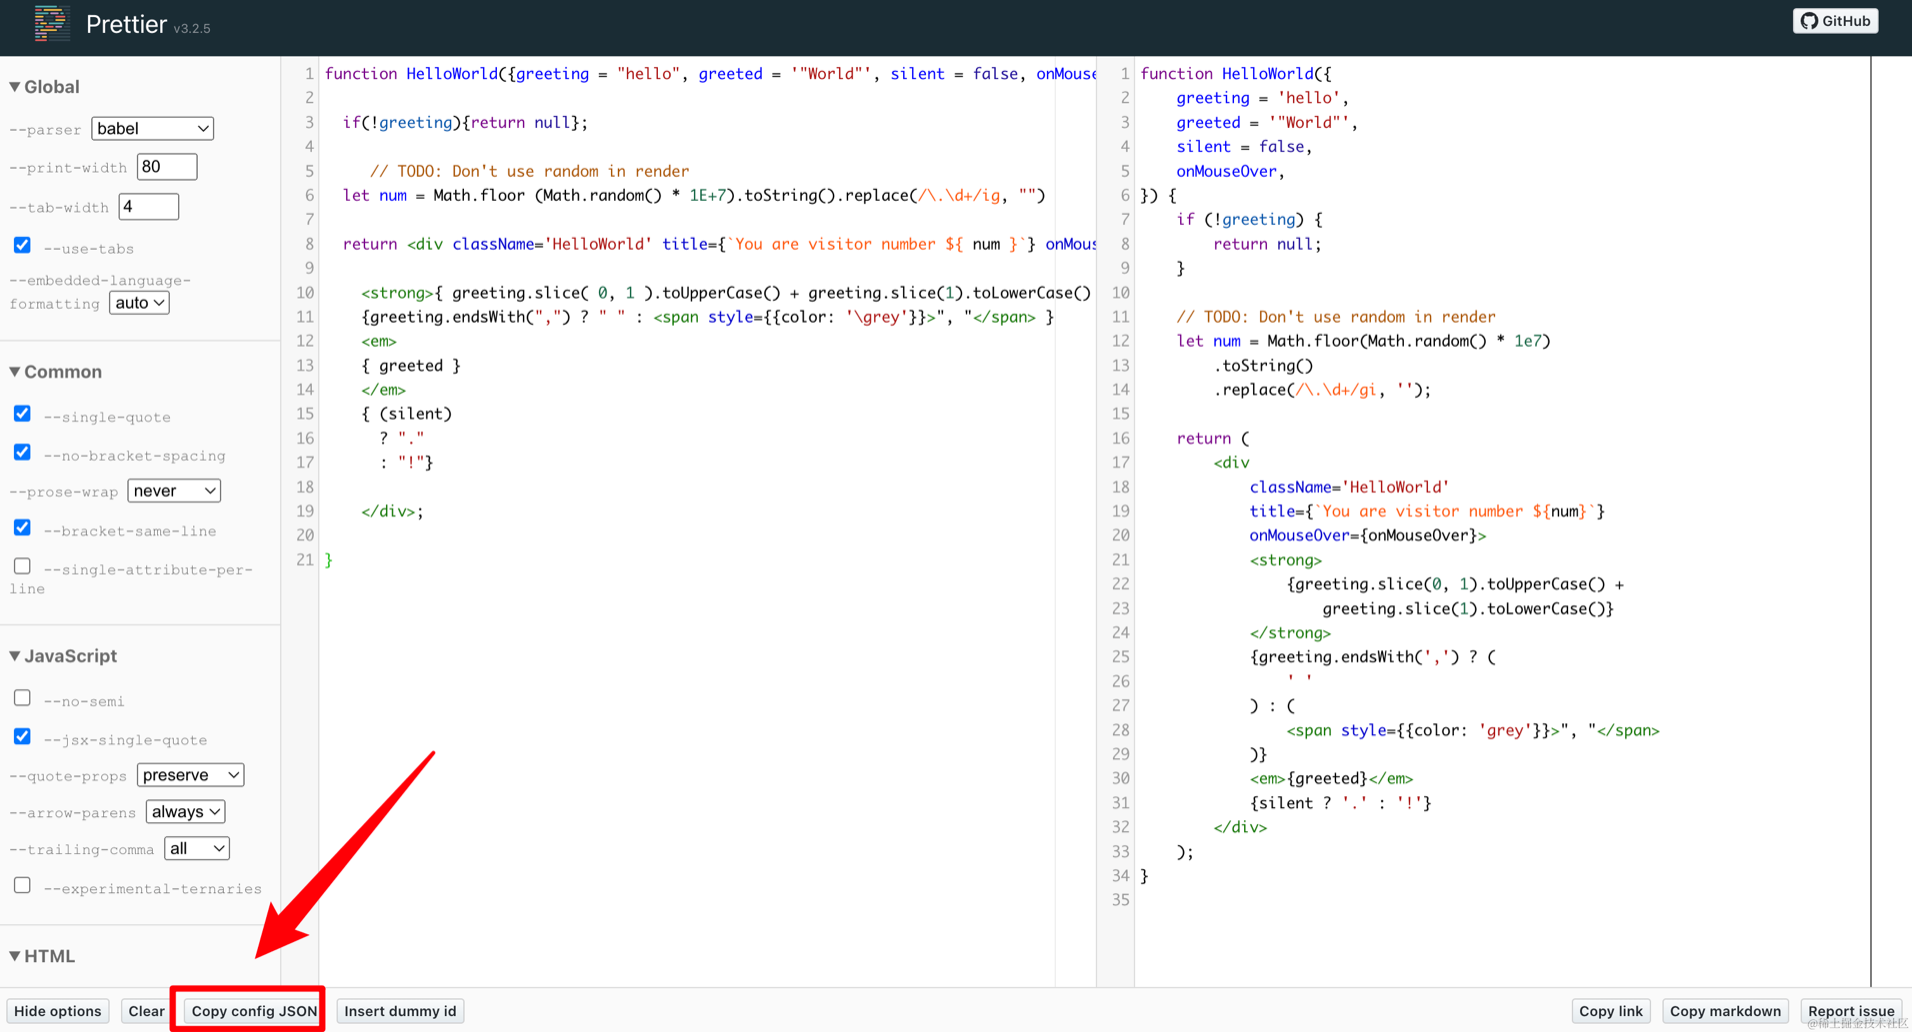 Prettier v3.2.5
GitHub
▼ Global
--parser babel
--print-width 80
--tab-width 4
--use-tabs
--embedded-language-
formatting auto
▼ Common
--single-quote
--no-bracket-spacing
--prose-wrap never
--bracket-same-line
--single-attribute-per-
line
▼ JavaScript
--no-semi
--jsx-single-quote
--quote-props preserve
--arrow-parens always
--trailing-comma all
--experimental-ternaries
▼ HTML
1 function HelloWorld({greeting = "hello", greeted = '"World"', silent = false, onMouse
2
3 if(!greeting){return null};
4
5 // TODO: Don't use random in render
6 let num = Math.floor (Math.random() * 1E+7).toString().replace(/\.\d+/ig, "")
7
8 return <div className='HelloWorld' title={`You are visitor number ${ num }`} onMous
9
10 <strong>{ greeting.slice( 0, 1 ).toUpperCase() + greeting.slice(1).toLowerCase()
11 {greeting.endsWith(",") ? " " : <span style={{color: '\grey'}}>", "</span> }
12 <em>
13 { greeted }
14 </em>
15 { (silent)
16 ? "."
17 : "!"}
18
19 </div>;
20
21 }
1 function HelloWorld({
2 greeting = 'hello',
3 greeted = '"World"',
4 silent = false,
5 onMouseOver,
6 }) {
7 if (!greeting) {
8 return null;
9 }
10
11 // TODO: Don't use random in render
12 let num = Math.floor(Math.random() * 1e7)
13 .toString()
14 .replace(/\.\d+/gi, '');
15
16 return (
17 <div
18 className='HelloWorld'
19 title={`You are visitor number ${num}`}
20 onMouseOver={onMouseOver}>
21 <strong>
22 {greeting.slice(0, 1).toUpperCase() +
23 greeting.slice(1).toLowerCase()}
24 </strong>
25 {greeting.endsWith(',') ? (
26 ' '
27 ) : (
28 <span style={{color: 'grey'}}>", "</span>
29 )}
30 <em>{greeted}</em>
31 {silent ? '.' : '!'}
32 </div>
33 );
34 }
35
Hide options Clear Copy config JSON Insert dummy id Copy link Copy markdown Report issue
@稀土掘金技术社区